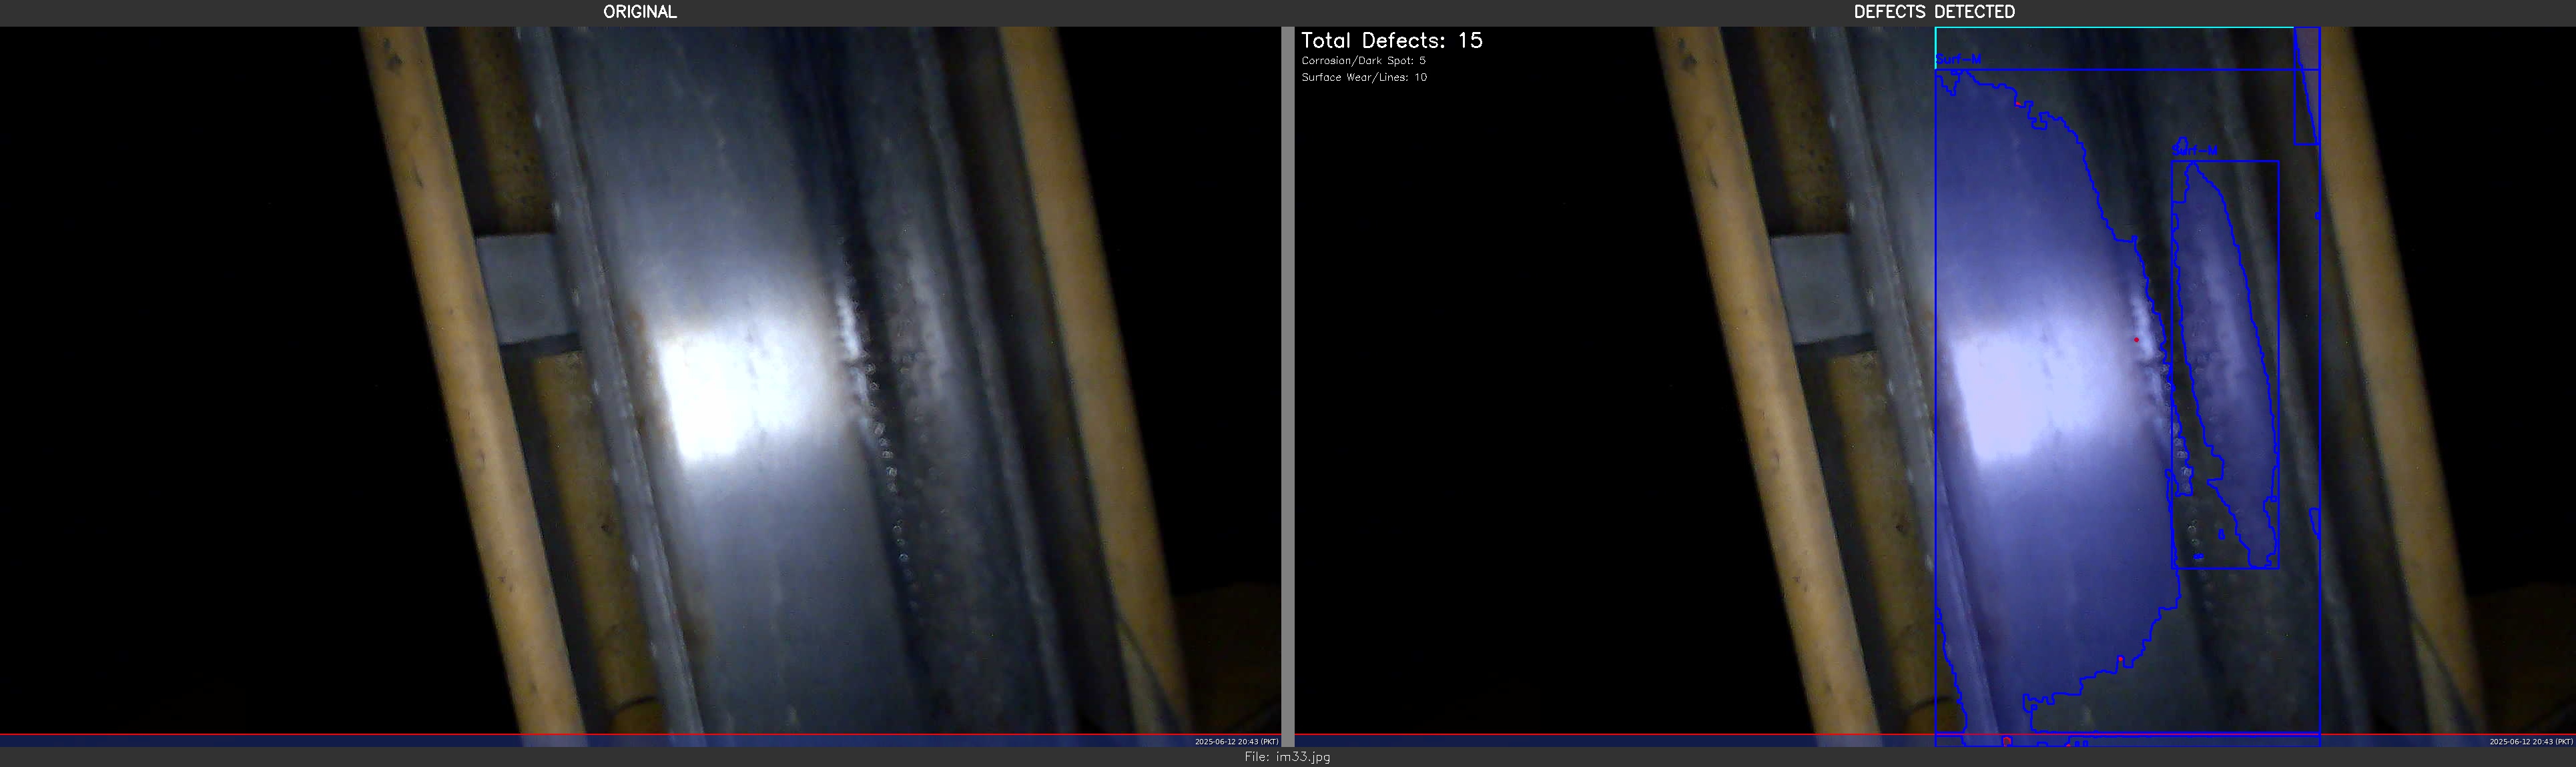 ORIGINAL
DEFECTS DETECTED
Total Defects: 15
Corrosion/Dark Spot: 5
Surface Wear/Lines: 10
Surf-M
Surf-M
2025-06-12 20:43 (PKT)
2025-06-12 20:43 (PKT)
File: im33.jpg